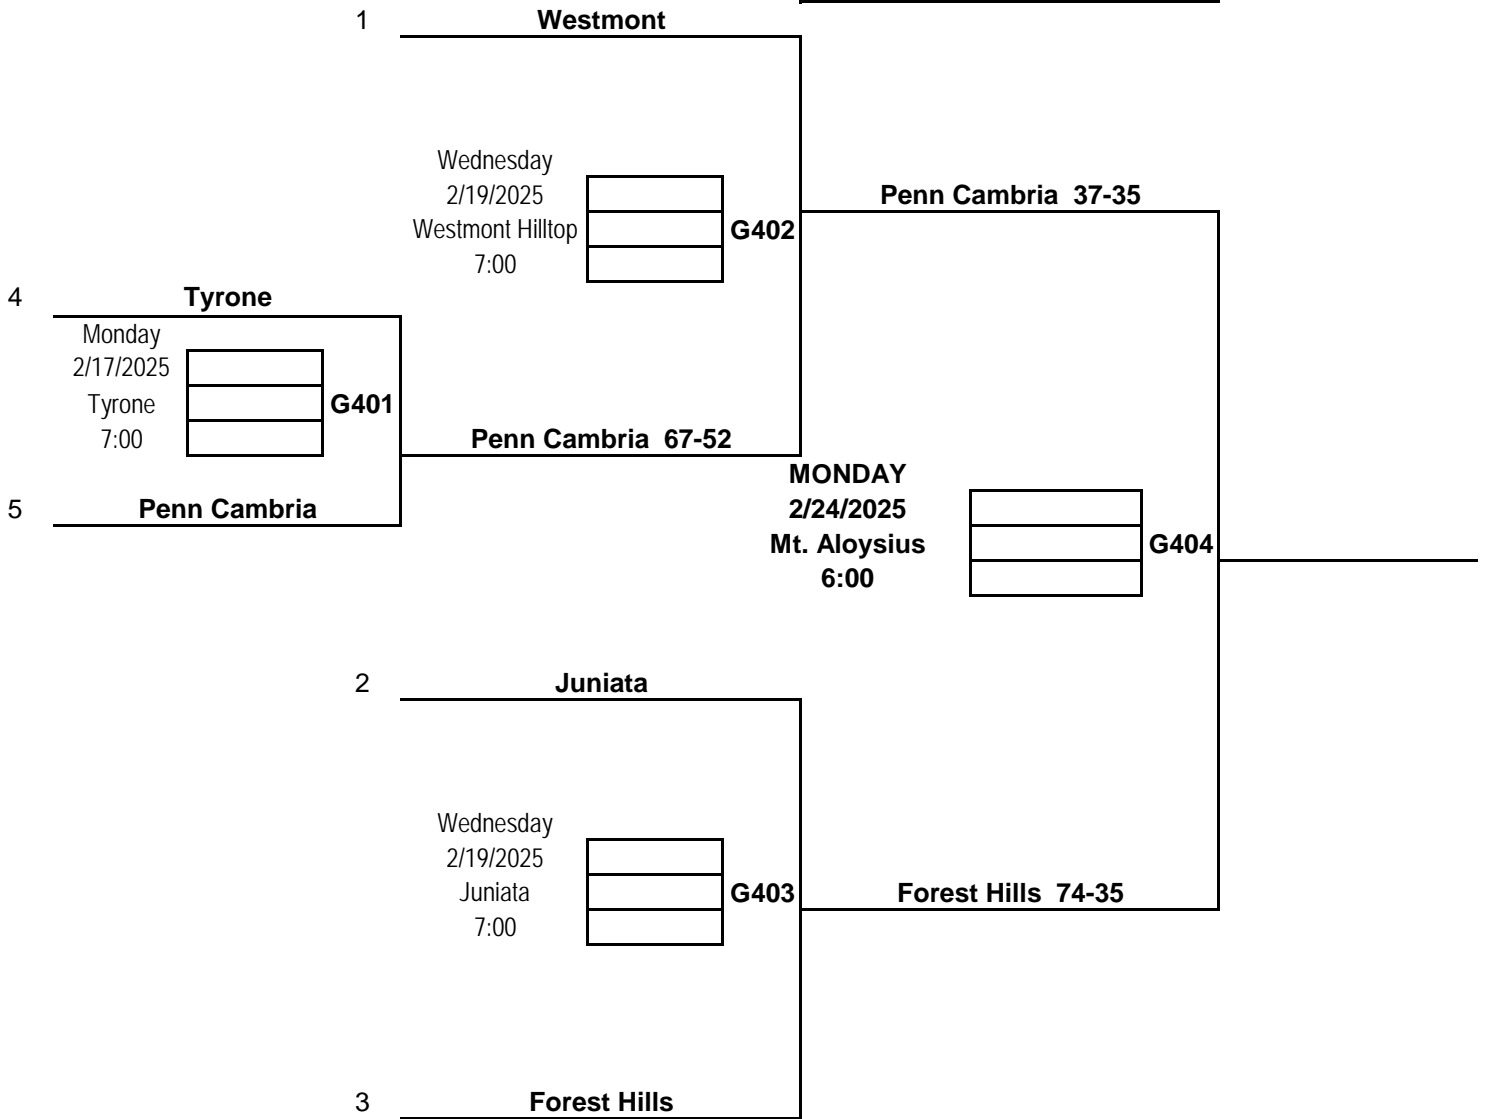 1 Westmont
Wednesday
2/19/2025
Penn Cambria 37-35
Westmont Hilltop
G402
7:00
4 Tyrone
Monday
2/17/2025
Tyrone
G401
7:00
Penn Cambria 67-52
MONDAY
5 Penn Cambria
2/24/2025
Mt. Aloysius
G404
6:00
2 Juniata
Wednesday
2/19/2025
Juniata
G403
Forest Hills 74-35
7:00
3 Forest Hills